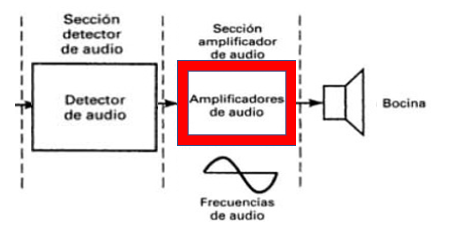 Sección
detector
de audio
Sección
amplificador
de audio
Detector
de audio
Amplificadores
de audio
Bocina
Frecuencias
de audio